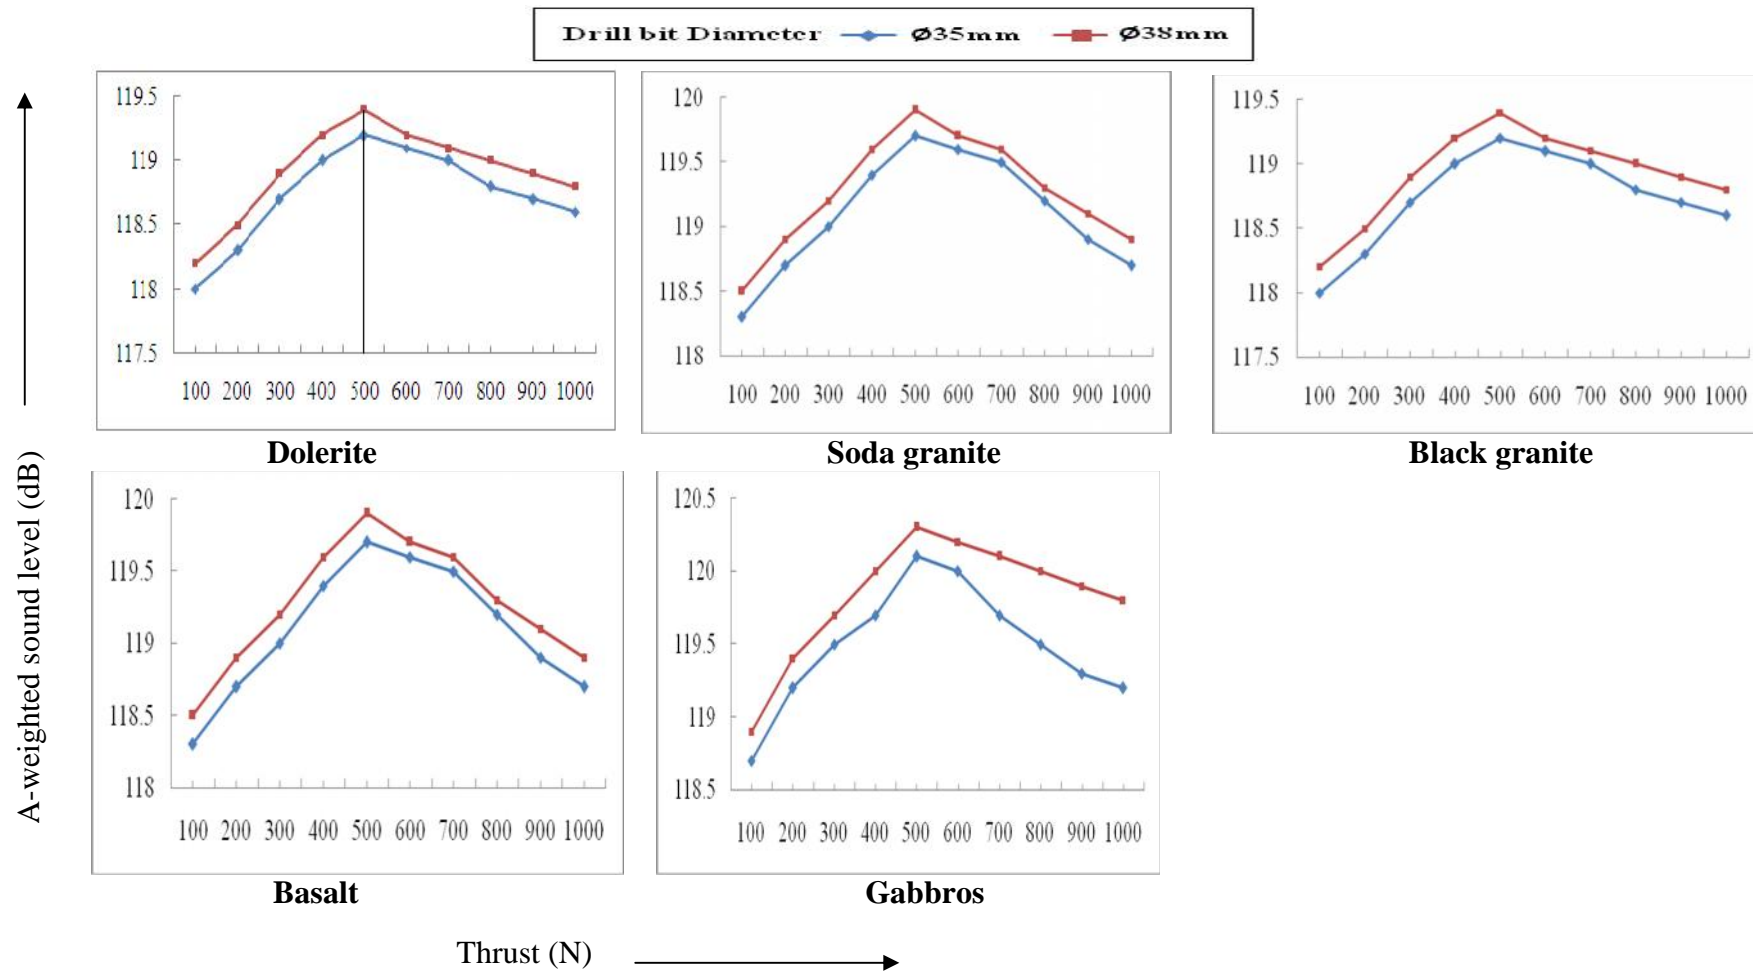 Drill bit Diameter Ø35mm Ø38mm
119.5
119
118.5
118
117.5
100 200 300 400 500 600 700 800 900 1000
Dolerite
120
119.5
119
118.5
118
100 200 300 400 500 600 700 800 900 1000
Soda granite
119.5
119
118.5
118
117.5
100 200 300 400 500 600 700 800 900 1000
Black granite
120
119.5
119
118.5
118
100 200 300 400 500 600 700 800 900 1000
Basalt
120.5
120
119.5
119
118.5
100 200 300 400 500 600 700 800 900 1000
Gabbros
A-weighted sound level (dB)
Thrust (N)